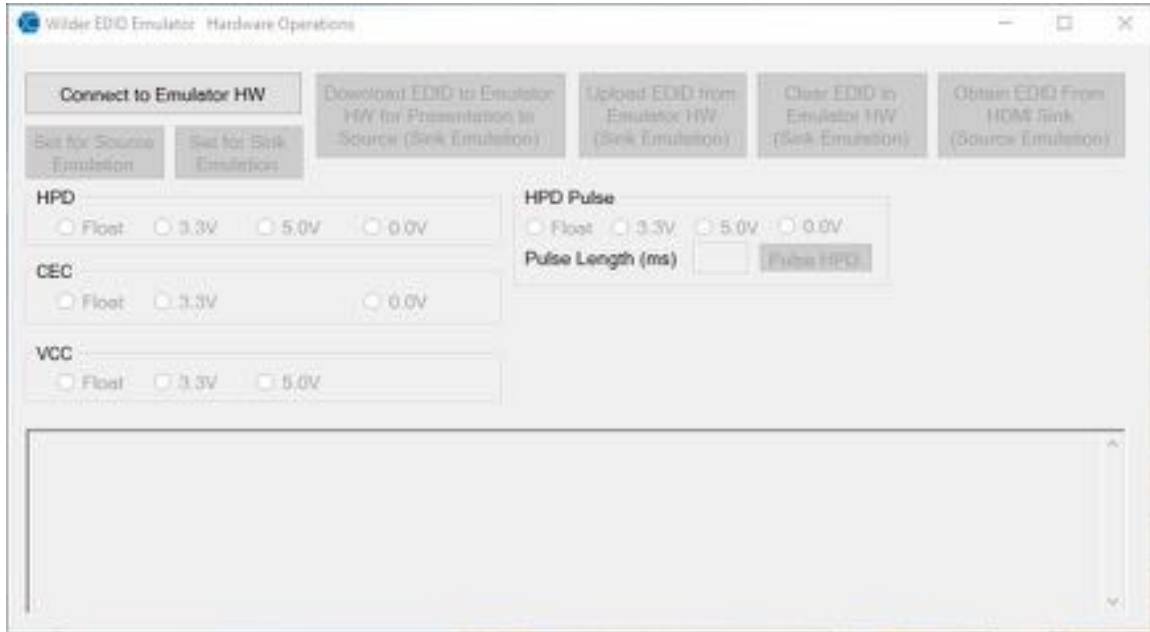 Wilder EDID Emulator Hardware Operations
Connect to Emulator HW
Download EDID to Emulator
HW for Presentation to
Source (Sink Emulation)
Upload EDID from
Emulator HW
(Sink Emulation)
Clear EDID in
Emulator HW
(Sink Emulation)
Obtain EDID From
HDMI Sink
(Source Emulation)
Set for Source
Emulation
Set for Sink
Emulation
HPD
Float 3.3V 5.0V 0.0V
HPD Pulse
Float 3.3V 5.0V 0.0V
Pulse Length (ms) Pulse HPD
CEC
Float 3.3V 0.0V
VCC
Float 3.3V 5.0V